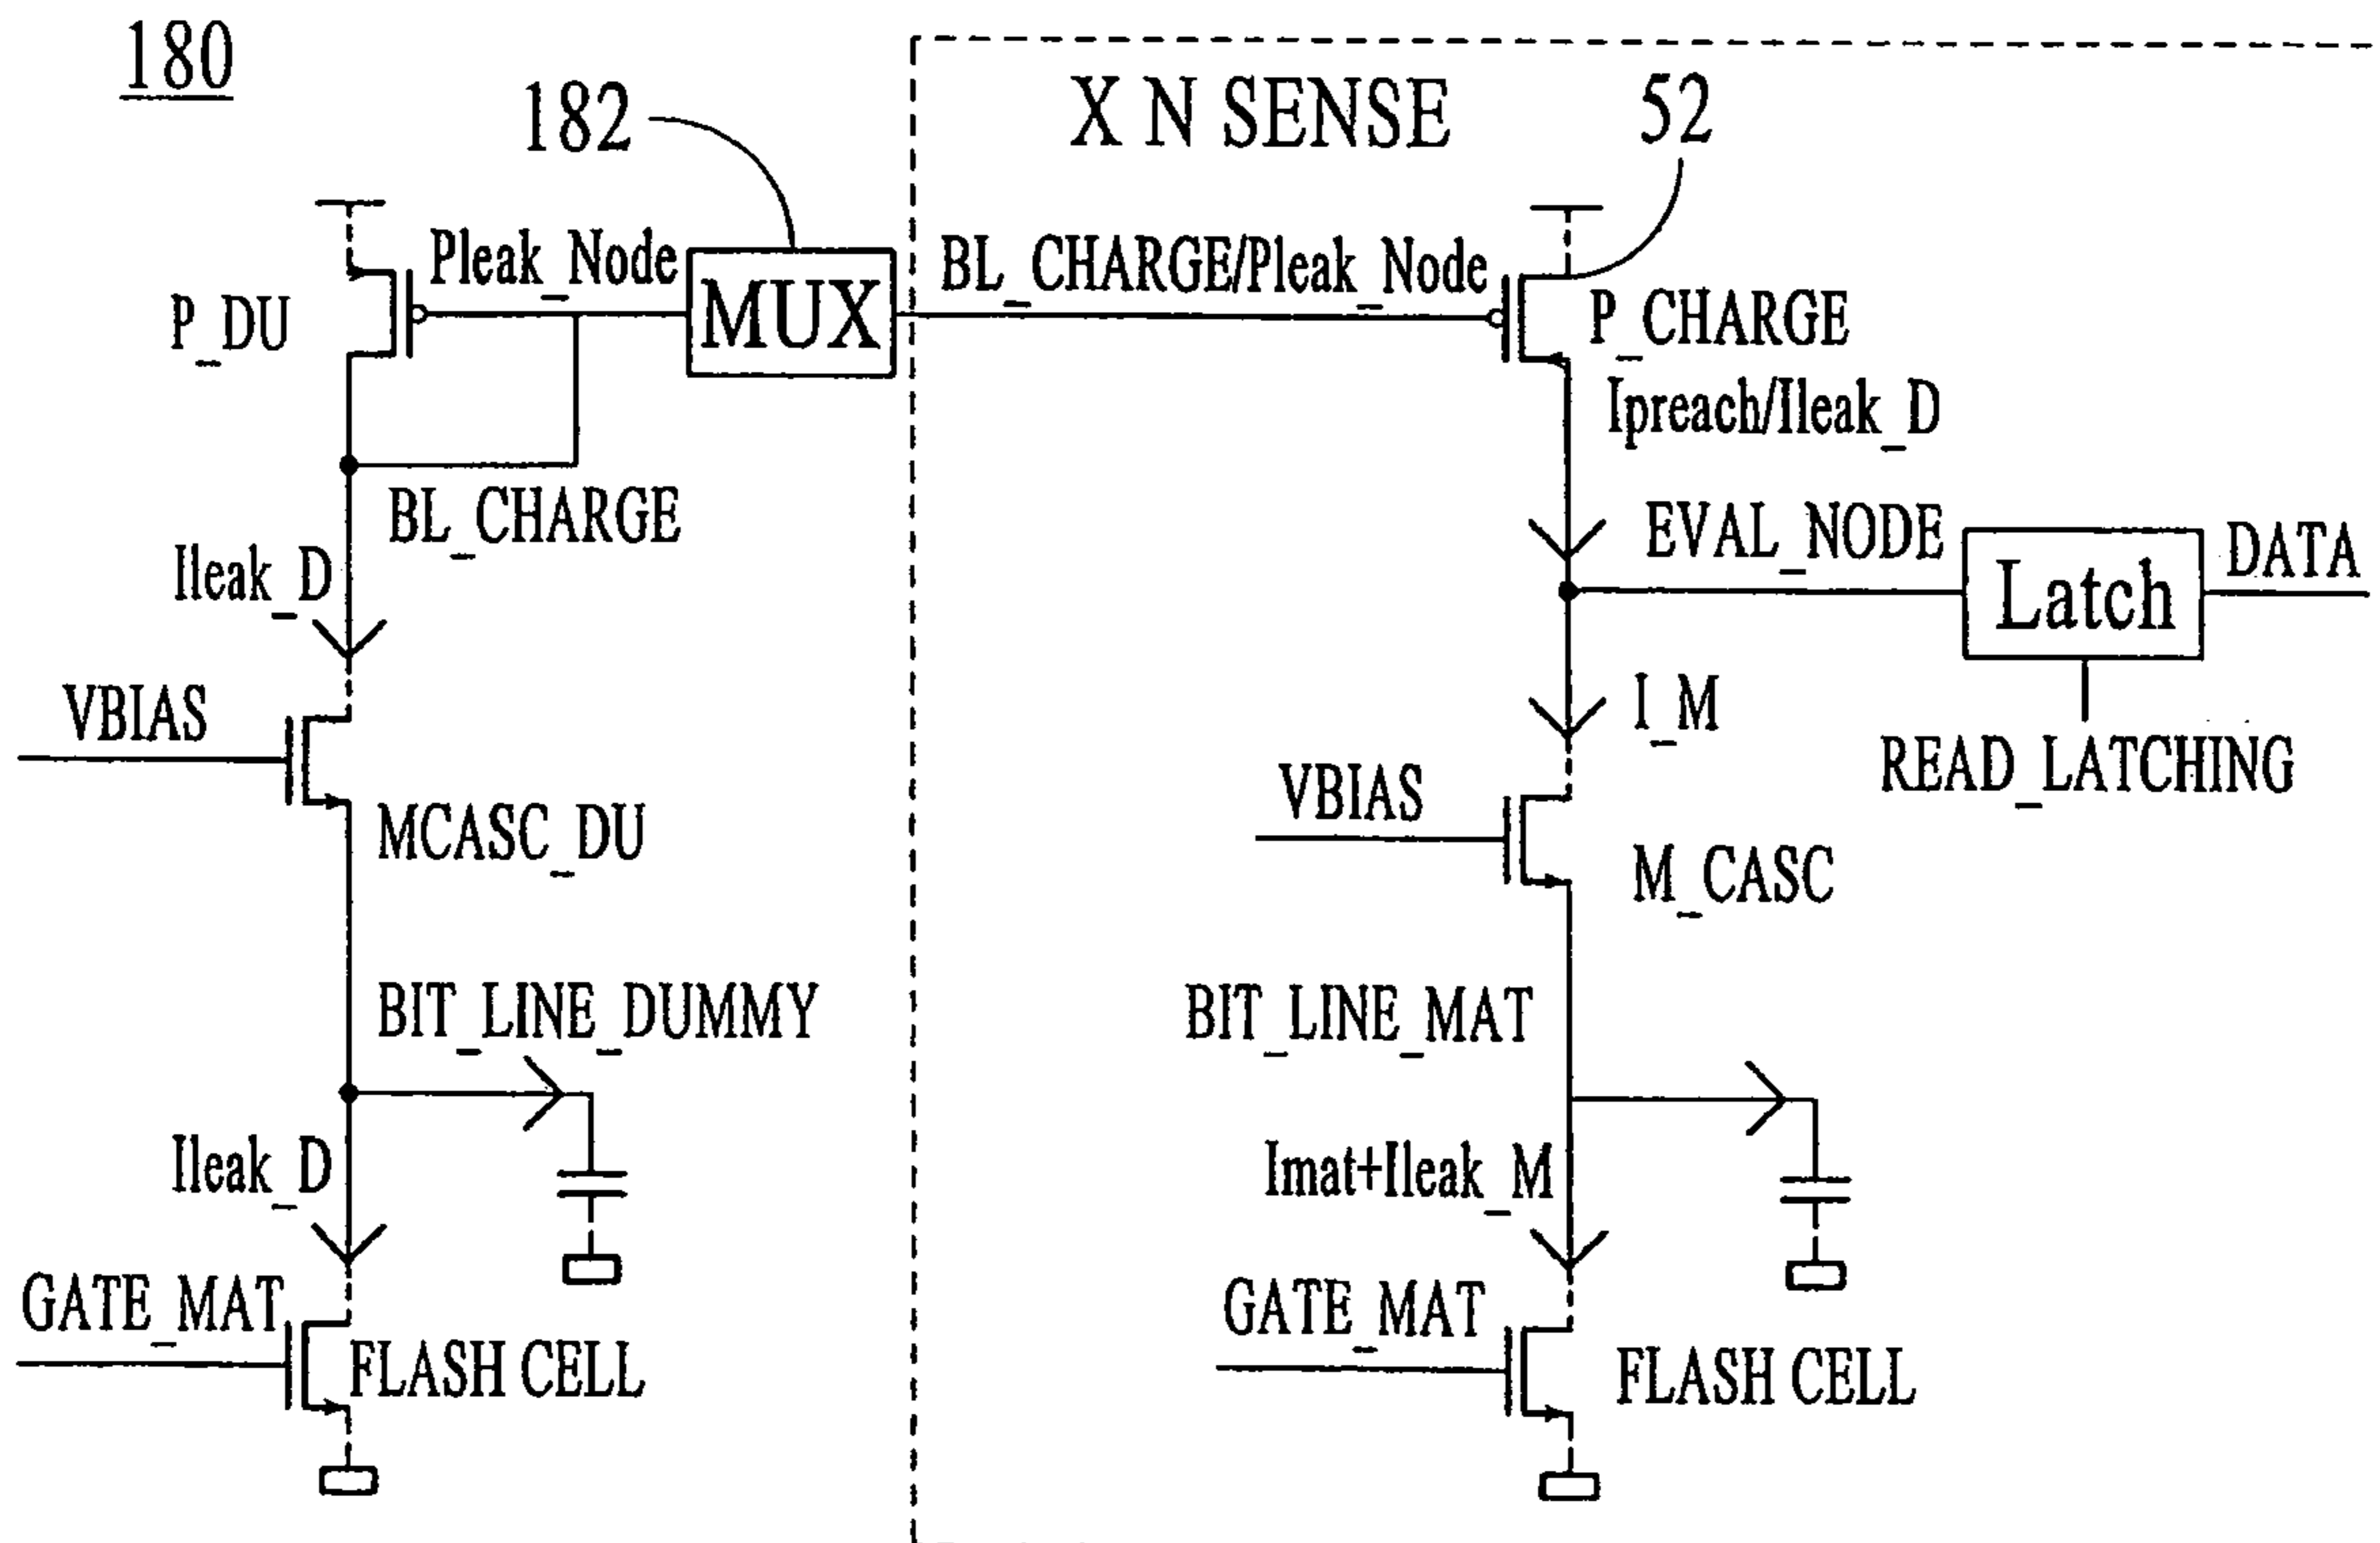 180
182
X N SENSE
52
Pleak_Node
MUX
BL_CHARGE/Pleak_Node
P_DU
P_CHARGE
Ipreach/Ileak_D
BL_CHARGE
EVAL_NODE
Latch
DATA
Ileak_D
VBIAS
I_M
READ_LATCHING
VBIAS
MCASC_DU
M_CASC
BIT_LINE_DUMMY
BIT_LINE_MAT
Ileak_D
Imat+Ileak_M
GATE_MAT
GATE_MAT
FLASH CELL
FLASH CELL